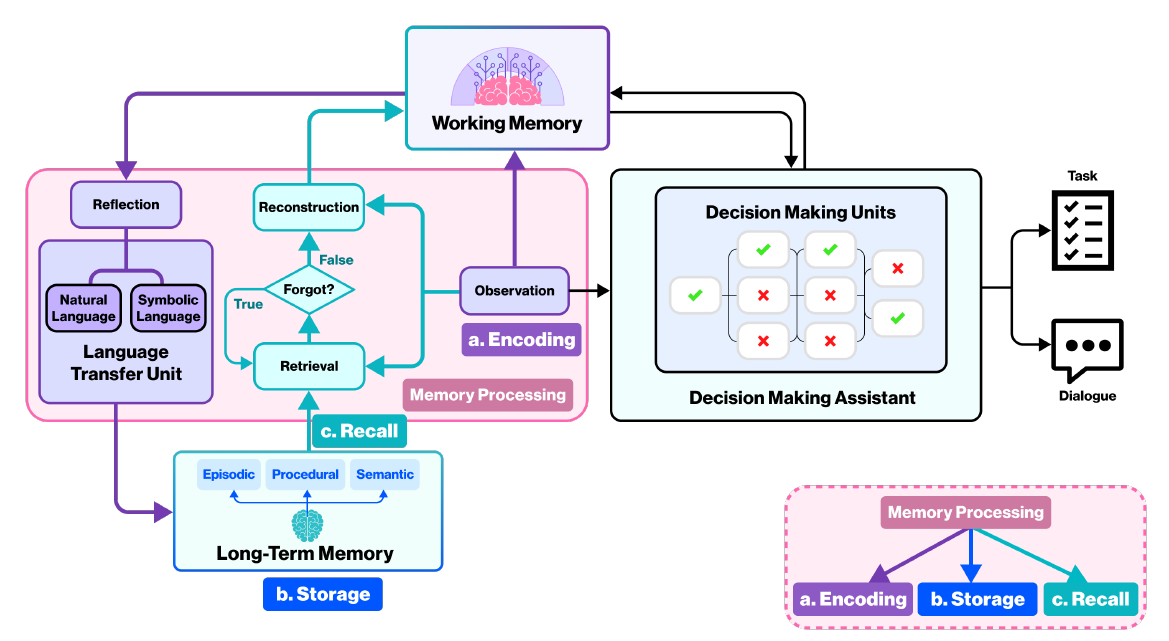 Working Memory
Reflection
Natural
Language
Symbolic
Language
Language
Transfer Unit
Reconstruction
False
Forgot?
True
Retrieval
Observation
a. Encoding
Memory Processing
c. Recall
Episodic
Procedural
Semantic
Long-Term Memory
b. Storage
Decision Making Units
Decision Making Assistant
Task
Dialogue
Memory Processing
a. Encoding
b. Storage
c. Recall